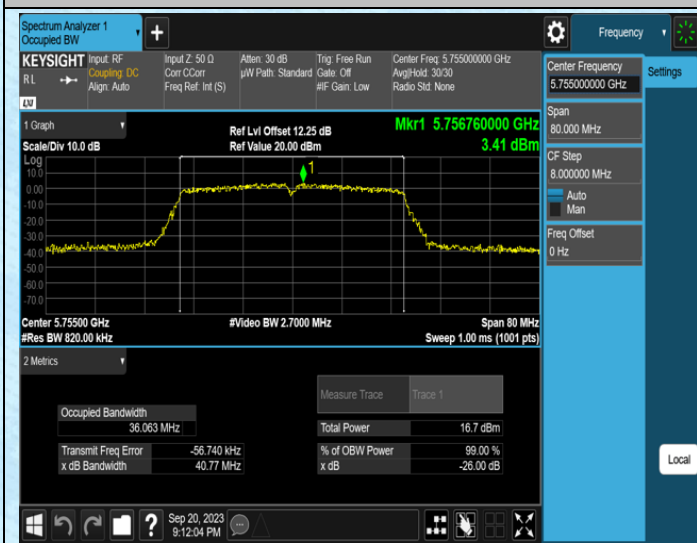 Spectrum Analyzer 1
Occupied BW
Frequency
KEYSIGHT
R L
LXI
Input: RF
Coupling: DC
Align: Auto
Input Z: 50 Ω
Corr CCorr
Freq Ref: Int (S)
Atten: 30 dB
µW Path: Standard
Trig: Free Run
Gate: Off
#IF Gain: Low
Center Freq: 5.755000000 GHz
Avg|Hold: 30/30
Radio Std: None
Center Frequency
5.755000000 GHz
Settings
Span
80.000 MHz
CF Step
8.000000 MHz
Auto
Man
Freq Offset
0 Hz
1 Graph
Scale/Div 10.0 dB
Ref Lvl Offset 12.25 dB
Ref Value 20.00 dBm
Mkr1 5.756760000 GHz
3.41 dBm
Log
10.0
0.00
-10.0
-20.0
-30.0
-40.0
-50.0
-60.0
-70.0
1
Center 5.75500 GHz
#Video BW 2.7000 MHz
Span 80 MHz
#Res BW 820.00 kHz
Sweep 1.00 ms (1001 pts)
2 Metrics
Measure Trace
Trace 1
Occupied Bandwidth
36.063 MHz
Total Power
16.7 dBm
Transmit Freq Error
-56.740 kHz
% of OBW Power
99.00 %
x dB Bandwidth
40.77 MHz
x dB
-26.00 dB
Local
?
Sep 20, 2023
9:12:04 PM